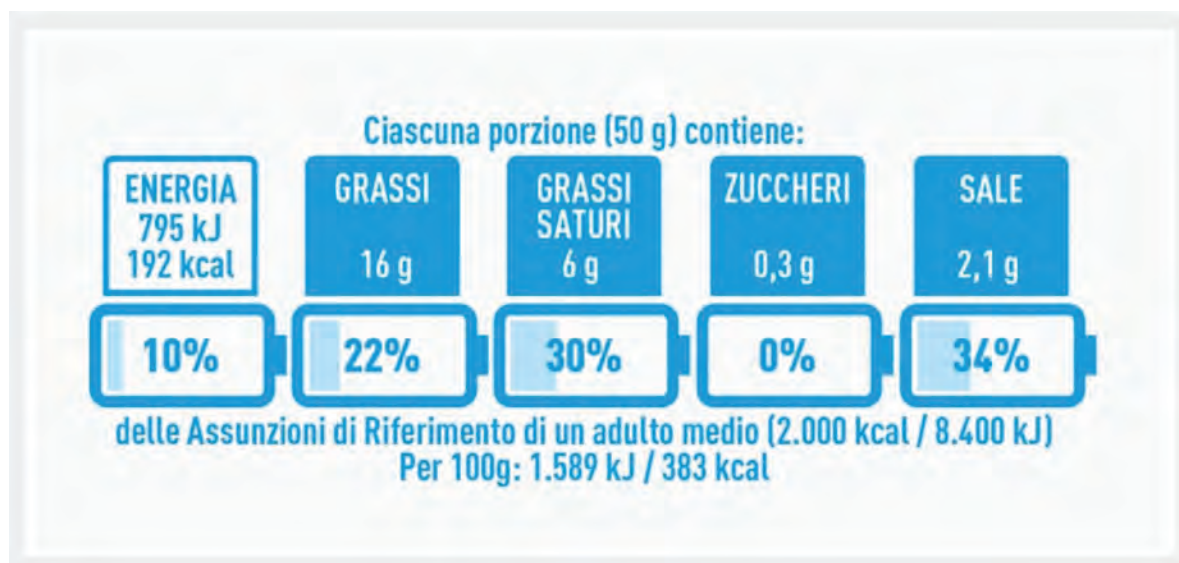 Ciascuna porzione (50 g) contiene:
ENERGIA
795 kJ
192 kcal
GRASSI
16 g
GRASSI
SATURI
6 g
ZUCCHERI
0,3 g
SALE
2,1 g
10%
22%
30%
0%
34%
delle Assunzioni di Riferimento di un adulto medio (2.000 kcal / 8.400 kJ)
Per 100g: 1.589 kJ / 383 kcal